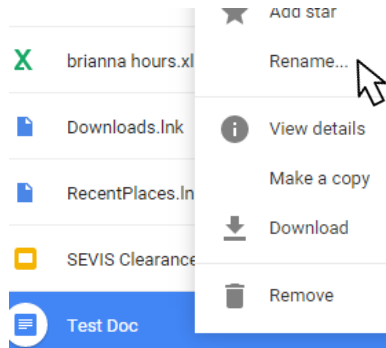 Add star
brianna hours.xl
Rename...
Downloads.lnk
View details
Make a copy
RecentPlaces.ln
Download
SEVIS Clearance
Remove
Test Doc